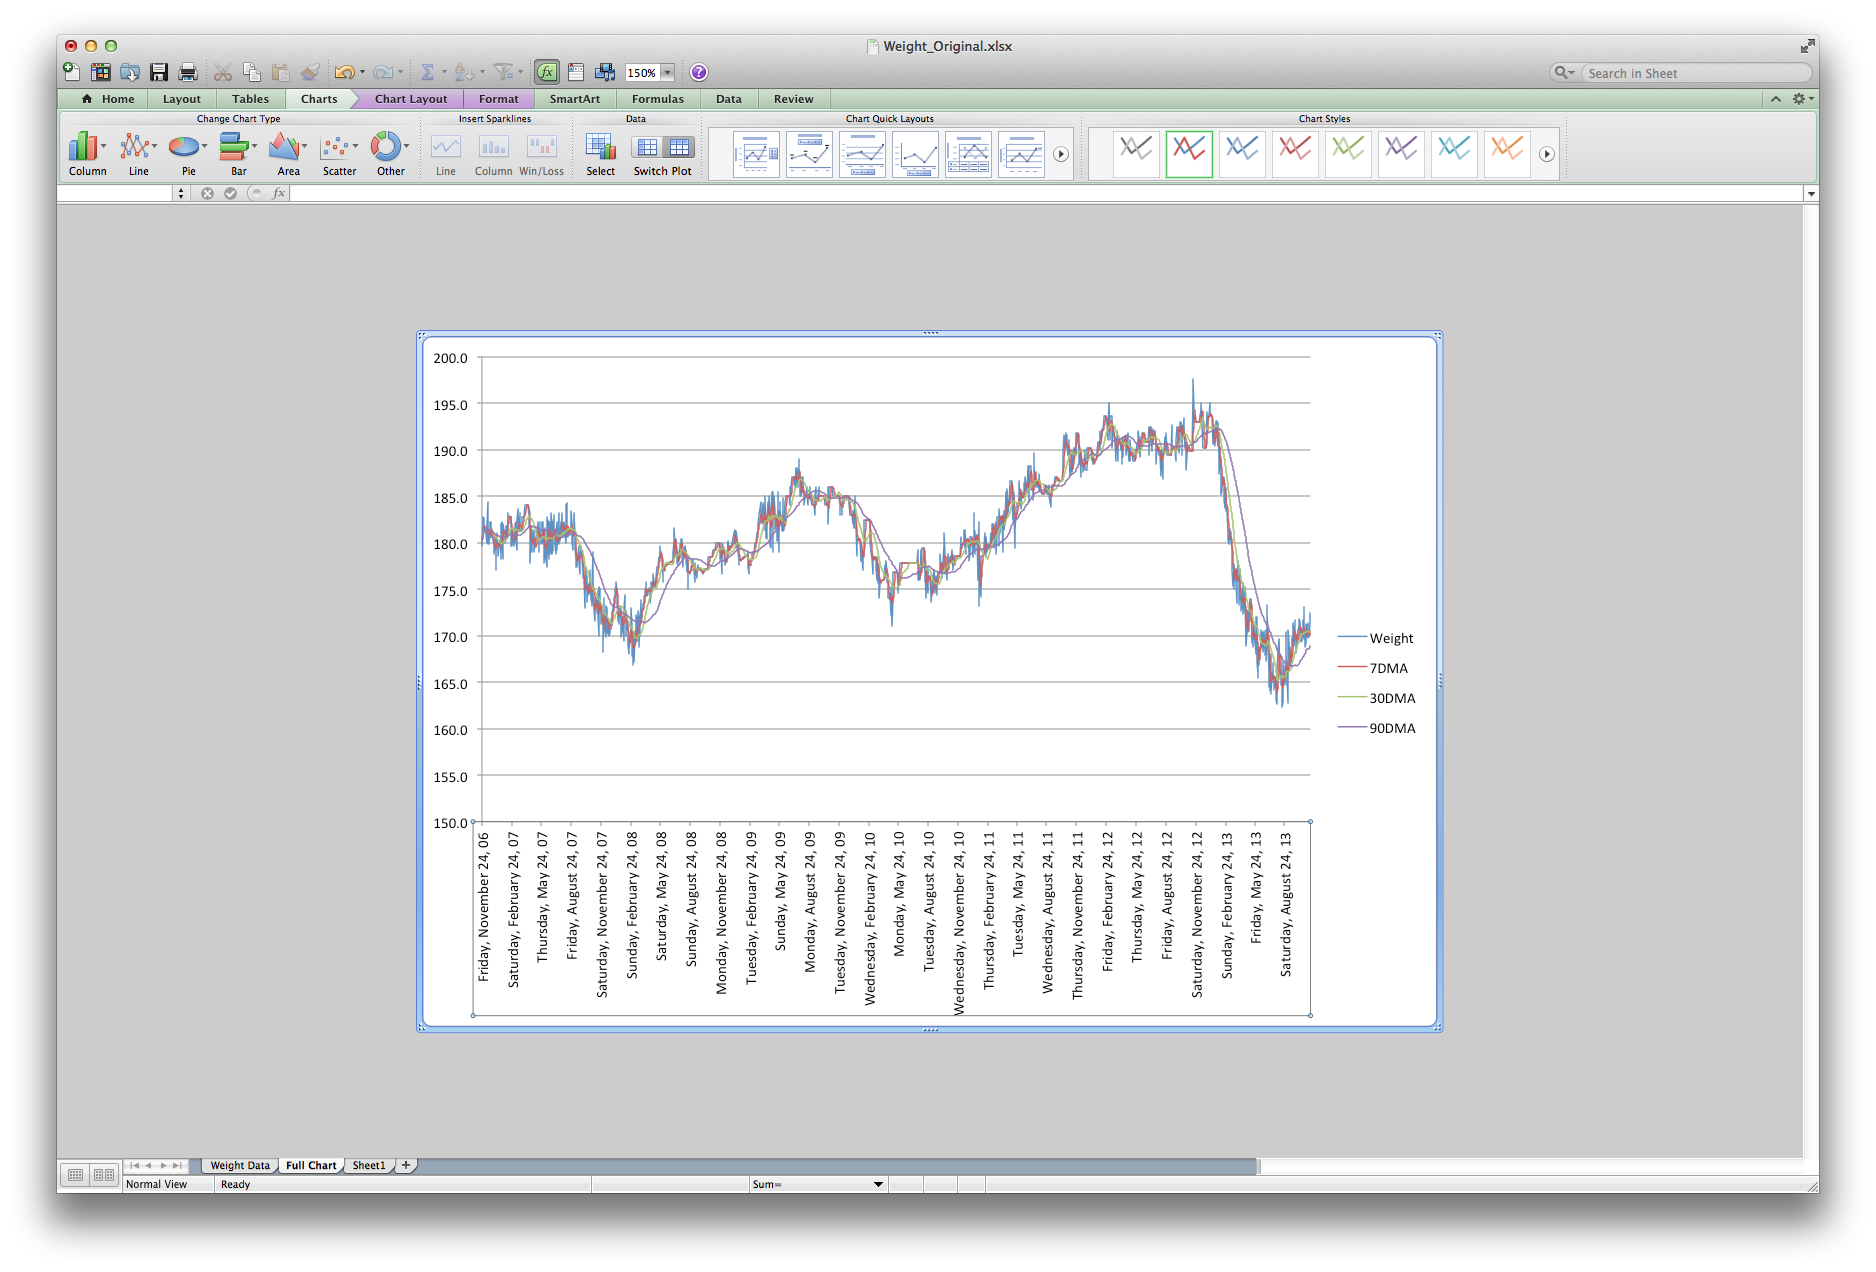 Weight_Original.xlsx
150%
Search in Sheet
Home Layout Tables Charts Chart Layout Format SmartArt Formulas Data Review
Change Chart Type Insert Sparklines Data Chart Quick Layouts Chart Styles
Column Line Pie Bar Area Scatter Other Line Column Win/Loss Select Switch Plot
fx
200.0
195.0
190.0
185.0
180.0
175.0
170.0
165.0
160.0
155.0
150.0
Weight
7DMA
30DMA
90DMA
Friday, November 24, 06
Saturday, February 24, 07
Thursday, May 24, 07
Friday, August 24, 07
Saturday, November 24, 07
Sunday, February 24, 08
Saturday, May 24, 08
Sunday, August 24, 08
Monday, November 24, 08
Tuesday, February 24, 09
Sunday, May 24, 09
Monday, August 24, 09
Tuesday, November 24, 09
Wednesday, February 24, 10
Monday, May 24, 10
Tuesday, August 24, 10
Wednesday, November 24, 10
Thursday, February 24, 11
Tuesday, May 24, 11
Wednesday, August 24, 11
Thursday, November 24, 11
Friday, February 24, 12
Thursday, May 24, 12
Friday, August 24, 12
Saturday, November 24, 12
Sunday, February 24, 13
Friday, May 24, 13
Saturday, August 24, 13
Weight Data Full Chart Sheet1
Normal View Ready Sum=